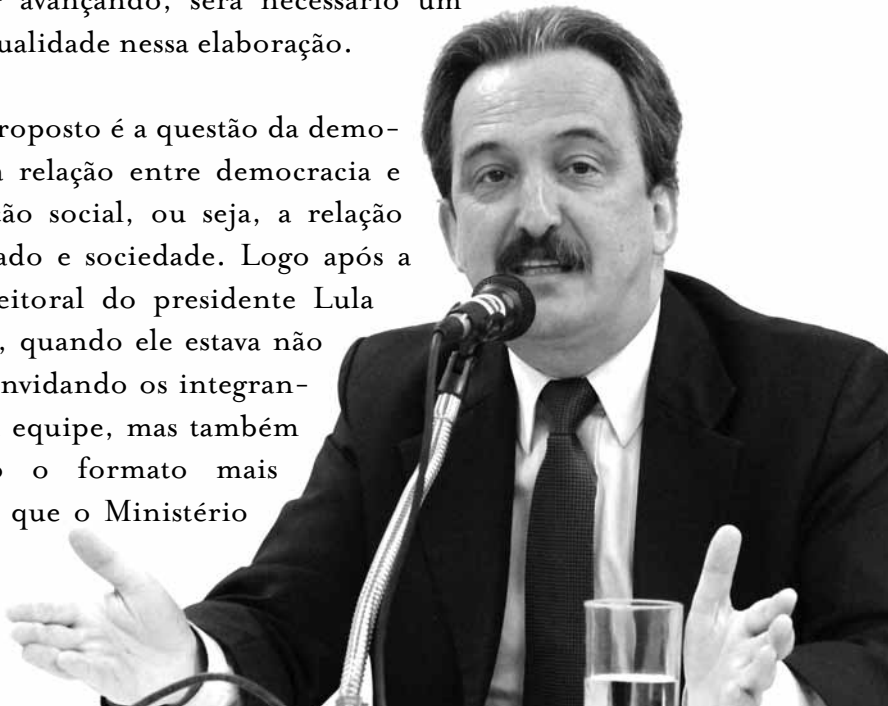 avançando, será necessário um
qualidade nessa elaboração.
roposto é a questão da demo-
relação entre democracia e
ão social, ou seja, a relação
ado e sociedade. Logo após a
eitoral do presidente Lula
, quando ele estava não
nvidando os integran-
equipe, mas também
o o formato mais
que o Ministério